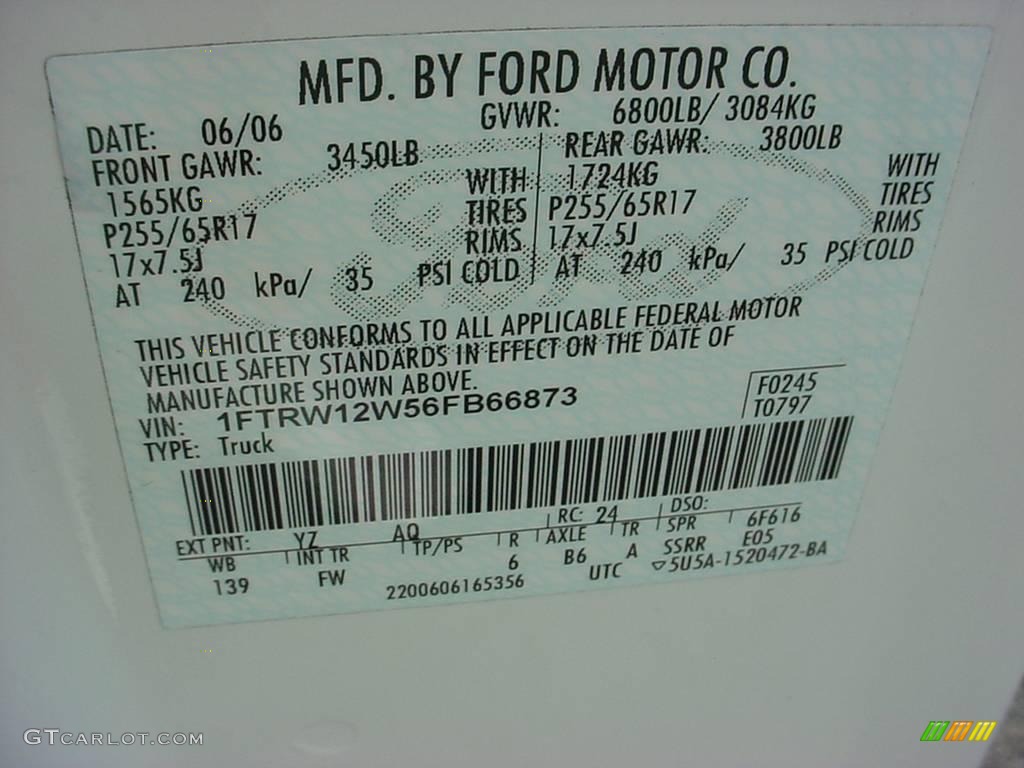 MFD. BY FORD MOTOR CO.
DATE: 06/06 GVWR: 6800LB/ 3084KG
FRONT GAWR: 3450LB REAR GAWR: 3800LB
1565KG WITH 1724KG WITH
P255/65R17 TIRES P255/65R17 TIRES
17x7.5J RIMS 17x7.5J RIMS
AT 240 kPa/ 35 PSI COLD AT 240 kPa/ 35 PSI COLD
THIS VEHICLE CONFORMS TO ALL APPLICABLE FEDERAL MOTOR
VEHICLE SAFETY STANDARDS IN EFFECT ON THE DATE OF
MANUFACTURE SHOWN ABOVE.
VIN: 1FTRW12W56FB66873 F0245
TYPE: Truck T0797
EXT PNT: YZ AQ RC: 24 DSO:
WB INT TR TP/PS R AXLE TR SPR 6F616
139 FW 6 B6 A SSRR E05
2200606165356 UTC ▽5U5A-1520472-BA
GTCARLOT.COM